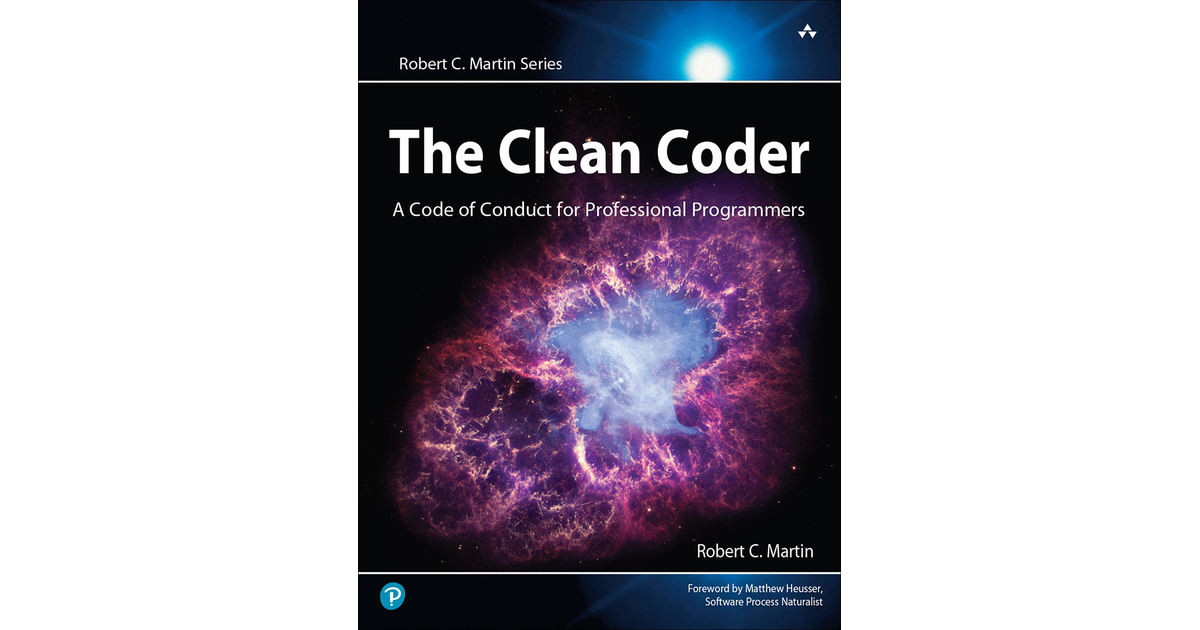 Robert C. Martin Series
The Clean Coder
A Code of Conduct for Professional Programmers
Robert C. Martin
Foreword by Matthew Heusser,
Software Process Naturalist